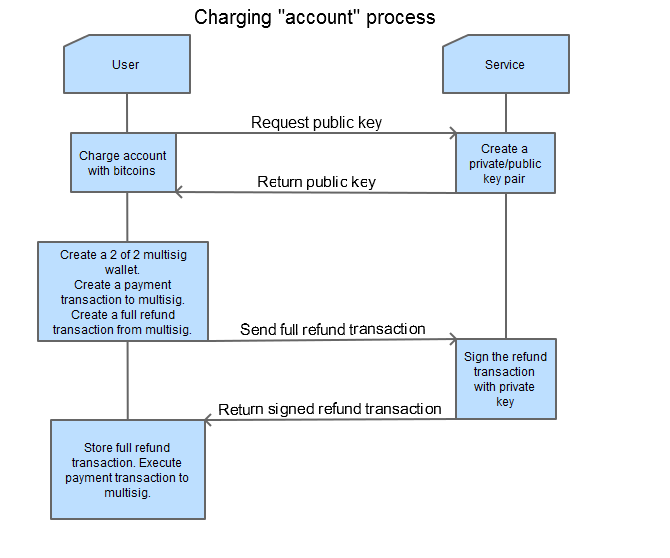 Charging "account" process
User
Service
Request public key
Charge account
with bitcoins
Create a
private/public
key pair
Return public key
Create a 2 of 2 multisig
wallet.
Create a payment
transaction to multisig.
Create a full refund
transaction from multisig.
Send full refund transaction
Sign the refund
transaction
with private
key
Return signed refund transaction
Store full refund
transaction. Execute
payment transaction to
multisig.